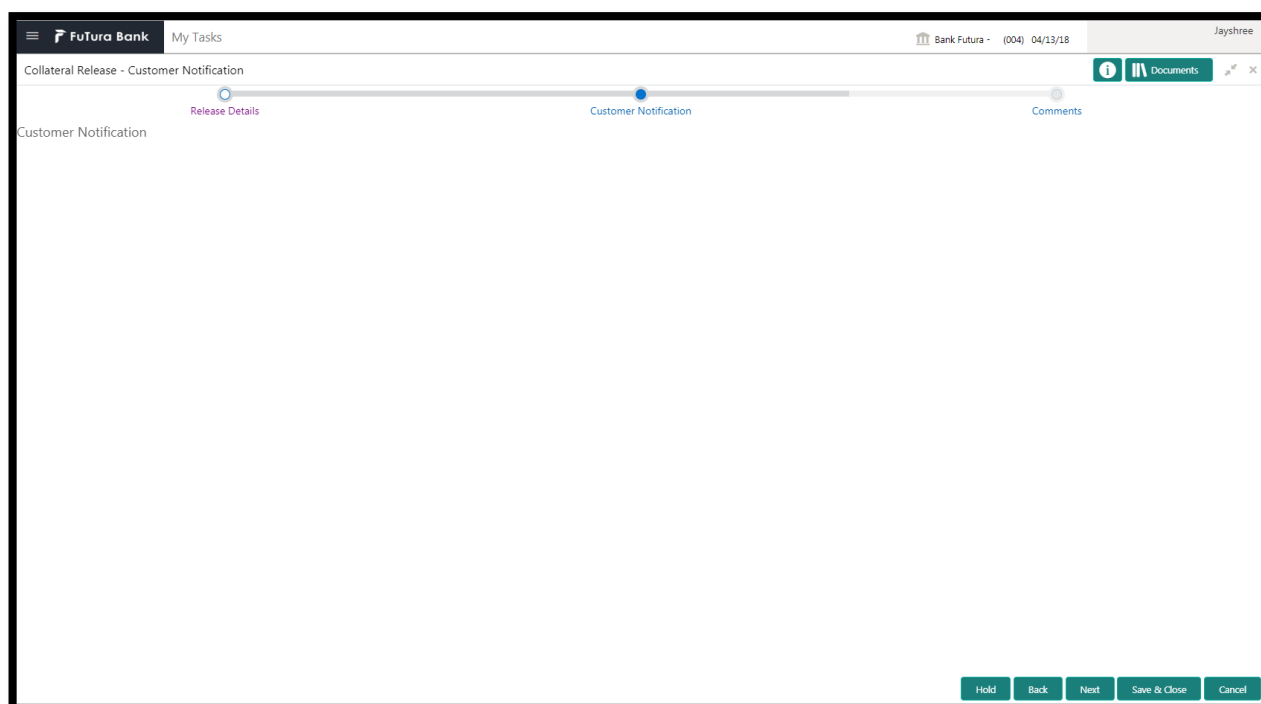 FuTura Bank My Tasks Bank Futura - (004) 04/13/18 Jayshree
Collateral Release - Customer Notification Documents
Release Details Customer Notification Comments
Customer Notification
Hold Back Next Save & Close Cancel